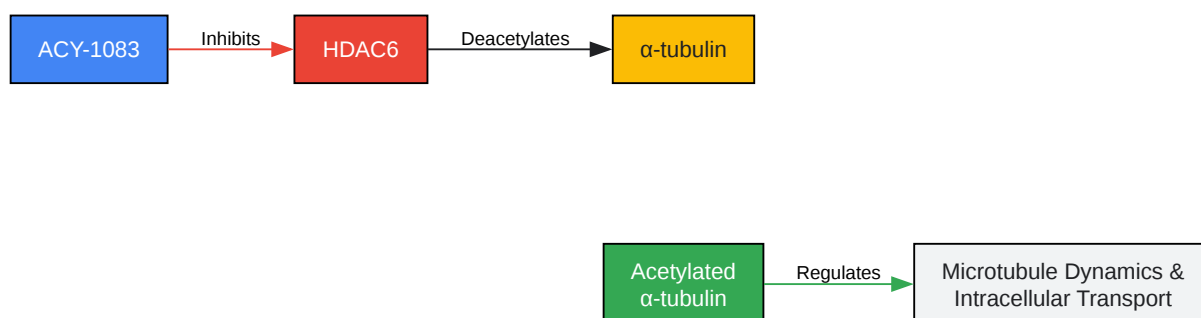 ACY-1083
Inhibits
HDAC6
Deacetylates
α-tubulin
Acetylated
α-tubulin
Regulates
Microtubule Dynamics &
Intracellular Transport